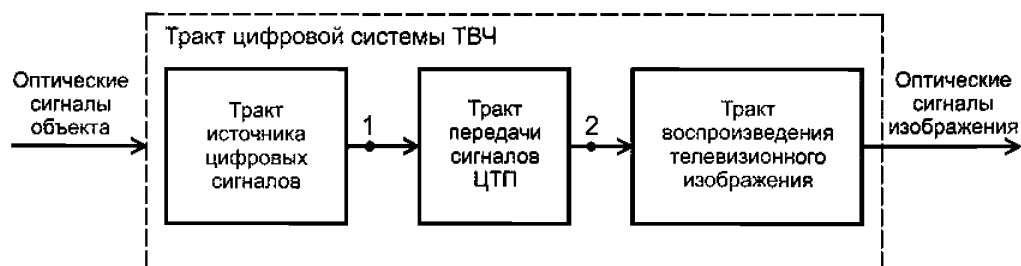 Тракт цифровой системы ТВЧ
Оптические
сигналы
объекта
Тракт
источника
цифровых
сигналов
1
Тракт
передачи
сигналов
ЦТП
2
Тракт
воспроизведения
телевизионного
изображения
Оптические
сигналы
изображения